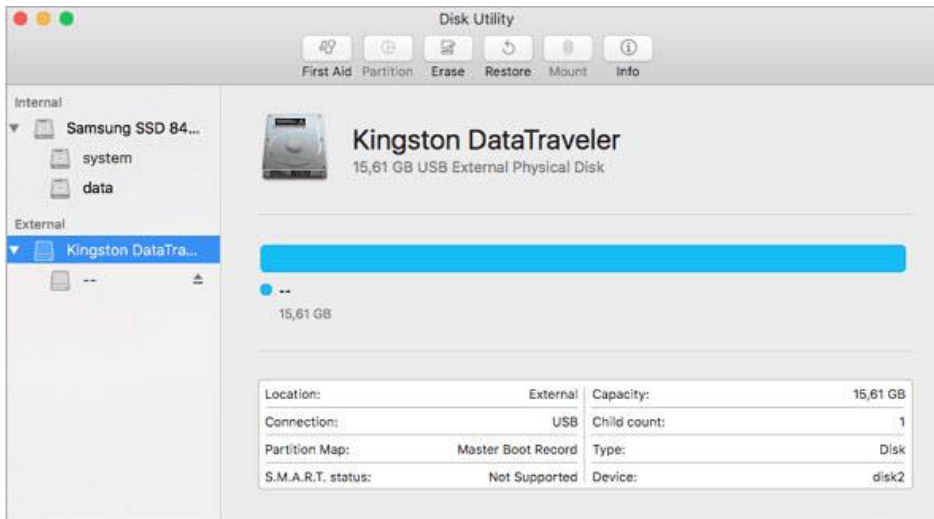 Disk Utility
First Aid Partition Erase Restore Mount Info
Internal
Samsung SSD 84...
system
data
External
Kingston DataTra...
--
Kingston DataTraveler
15,61 GB USB External Physical Disk
--
15,61 GB
Location: External Capacity: 15,61 GB
Connection: USB Child count: 1
Partition Map: Master Boot Record Type: Disk
S.M.A.R.T. status: Not Supported Device: disk2